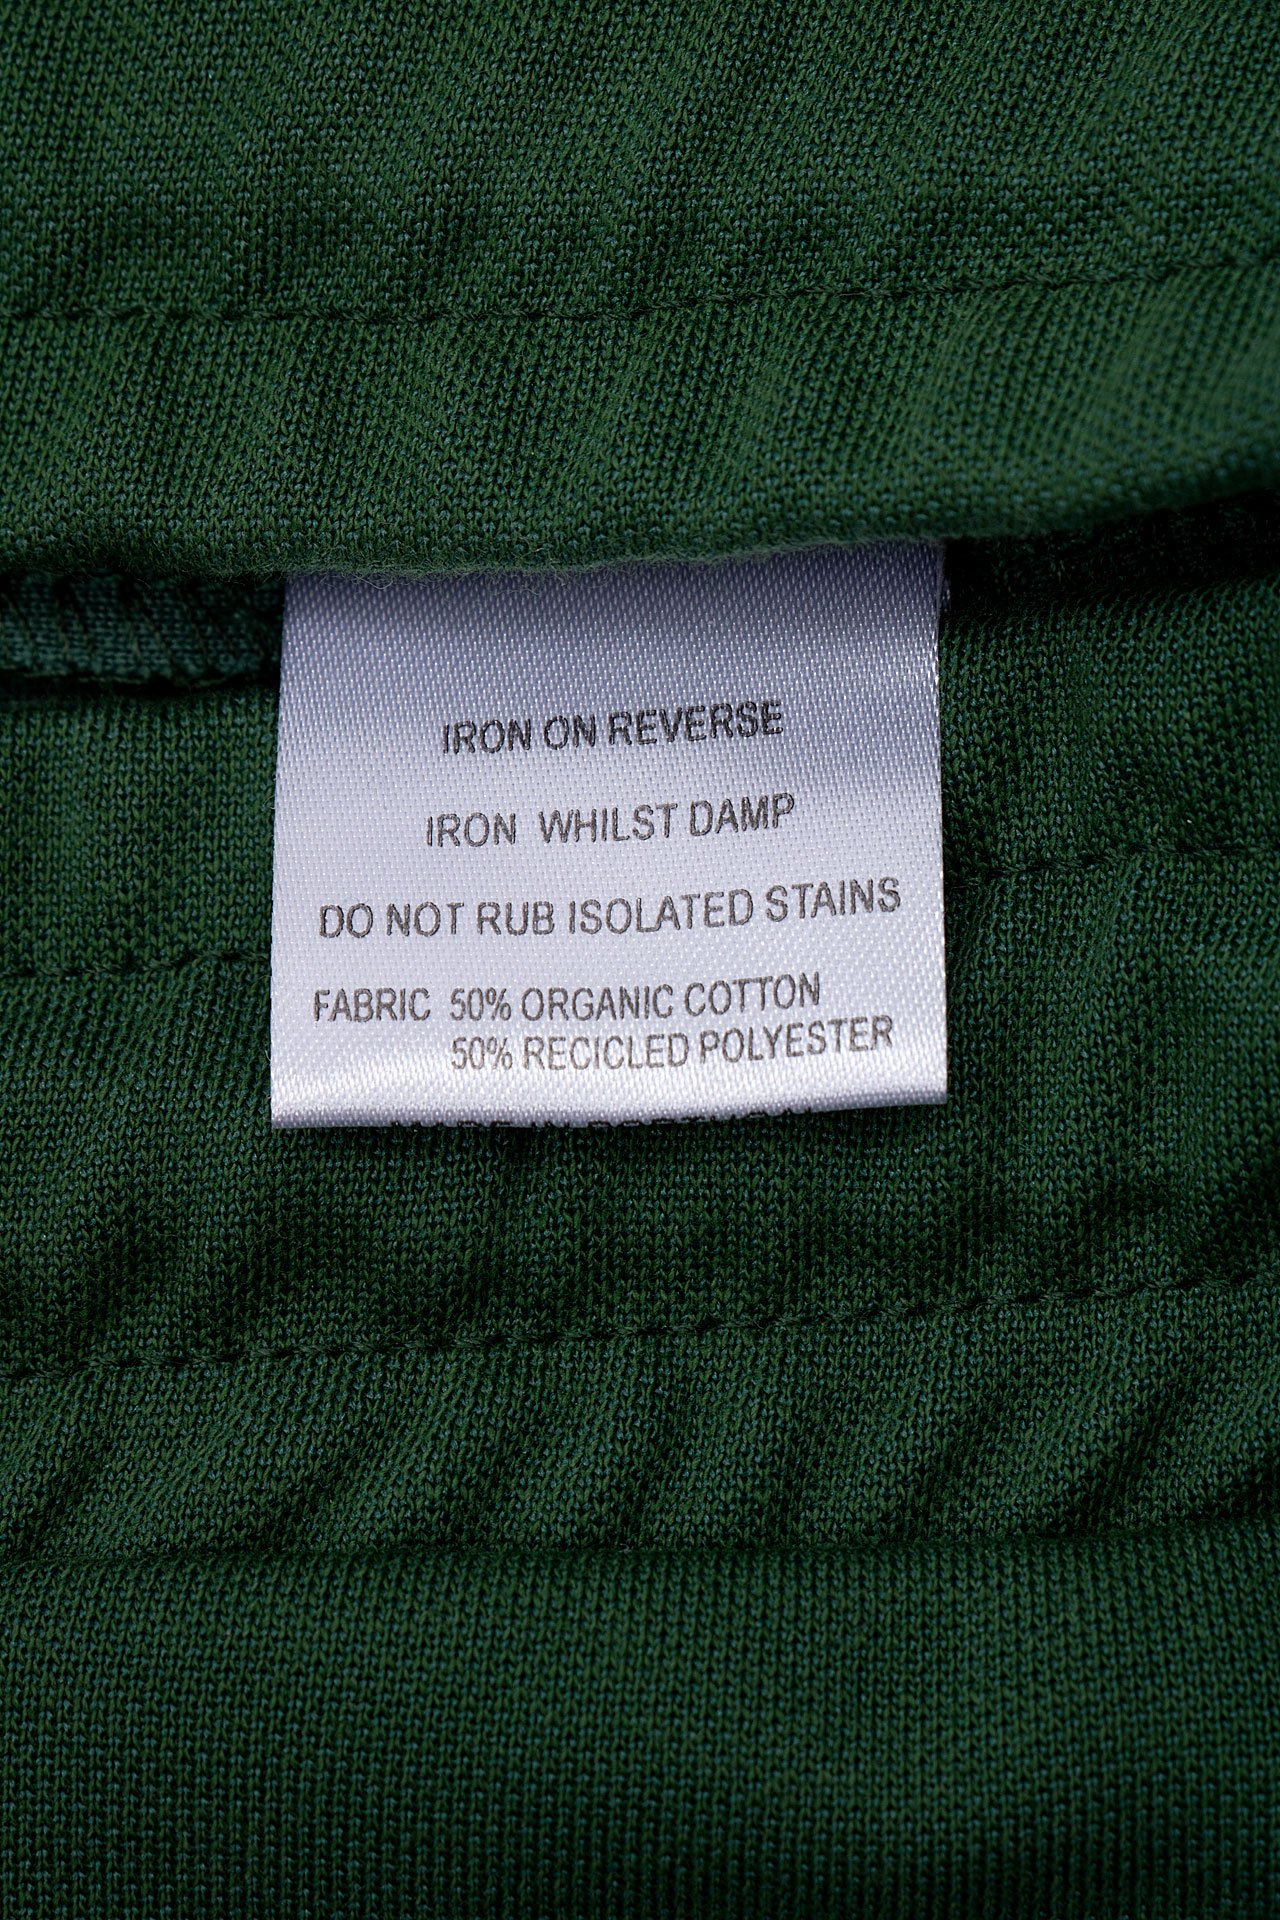 IRON ON REVERSE
IRON WHILST DAMP
DO NOT RUB ISOLATED STAINS
FABRIC 50% ORGANIC COTTON
50% RECICLED POLYESTER